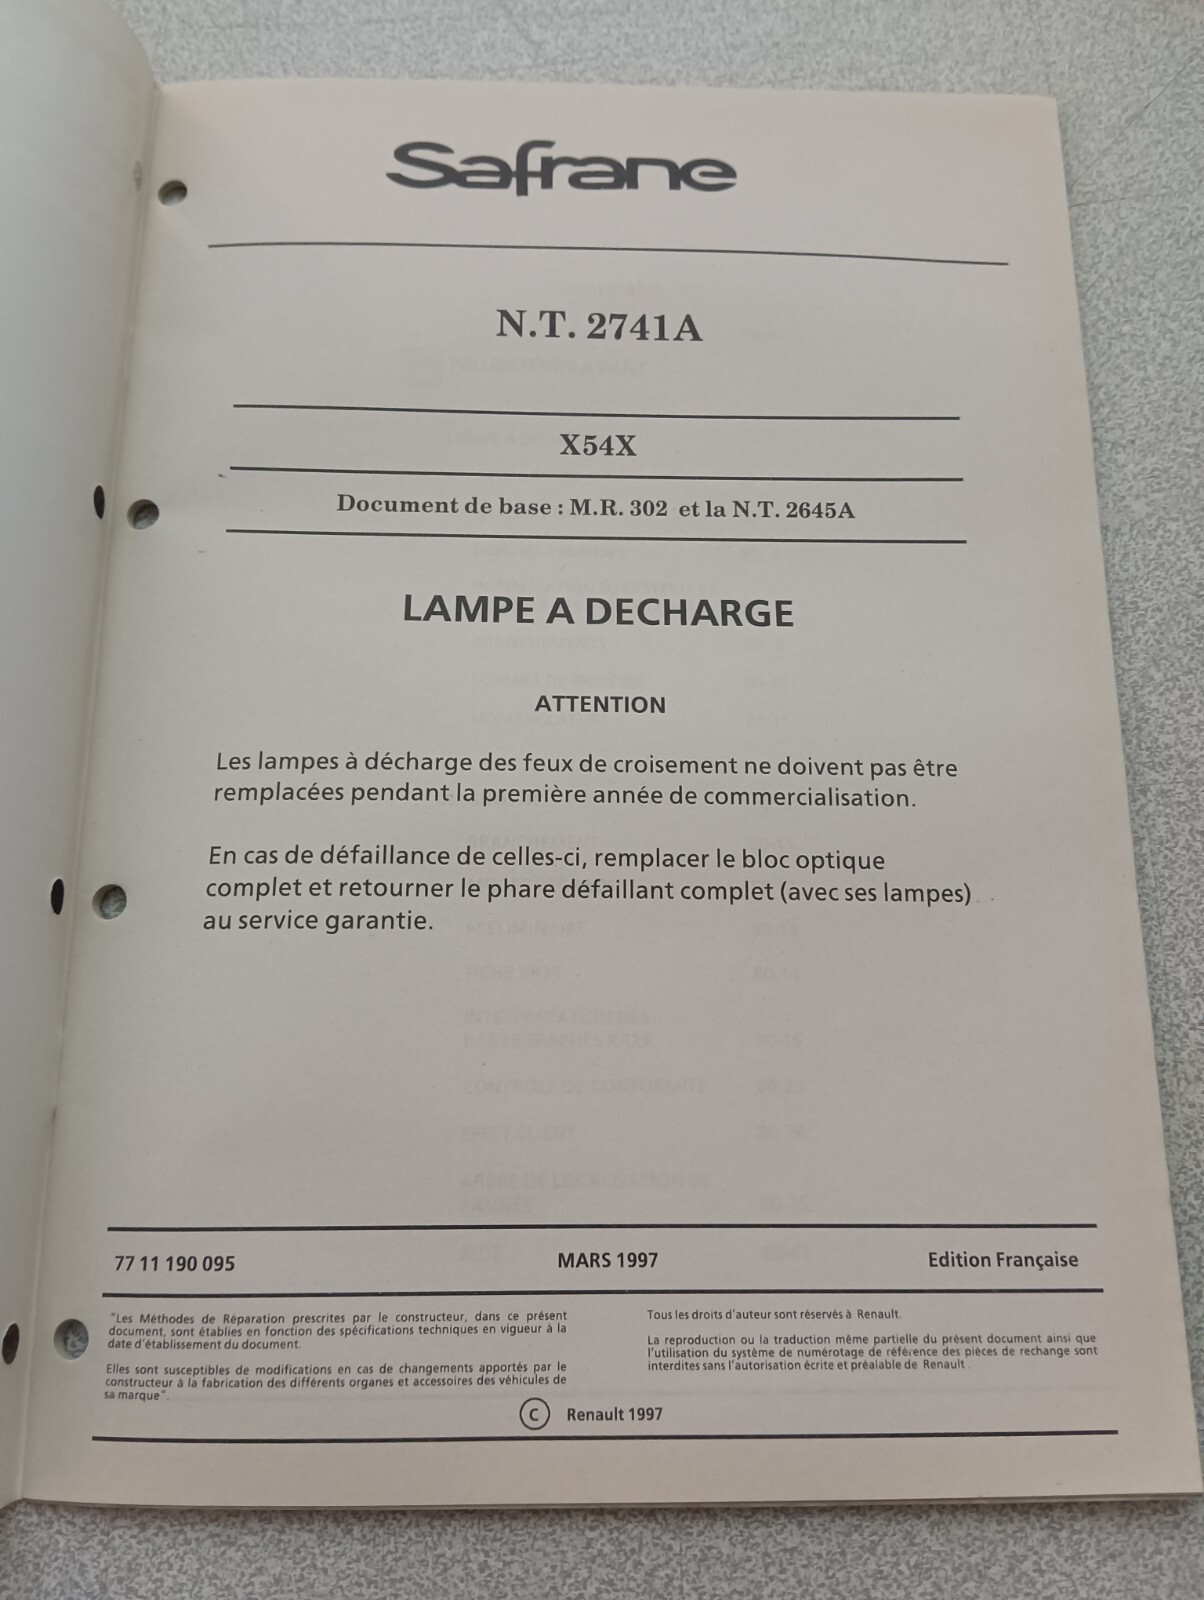 Safrane
N.T. 2741A
X54X
Document de base : M.R. 302 et la N.T. 2645A
LAMPE A DECHARGE
ATTENTION
Les lampes à décharge des feux de croisement ne doivent pas être
remplacées pendant la première année de commercialisation.
En cas de défaillance de celles-ci, remplacer le bloc optique
complet et retourner le phare défaillant complet (avec ses lampes)
au service garantie.
77 11 190 095
MARS 1997
Edition Française
"Les Méthodes de Réparation prescrites par le constructeur, dans ce présent
document, sont établies en fonction des spécifications techniques en vigueur à la
date d'établissement du document.
Elles sont susceptibles de modifications en cas de changements apportés par le
constructeur à la fabrication des différents organes et accessoires des véhicules de
sa marque".
Tous les droits d'auteur sont réservés à Renault.
La reproduction ou la traduction même partielle du présent document ainsi que
l'utilisation du système de numérotage de référence des pièces de rechange sont
interdites sans l'autorisation écrite et préalable de Renault.
C Renault 1997